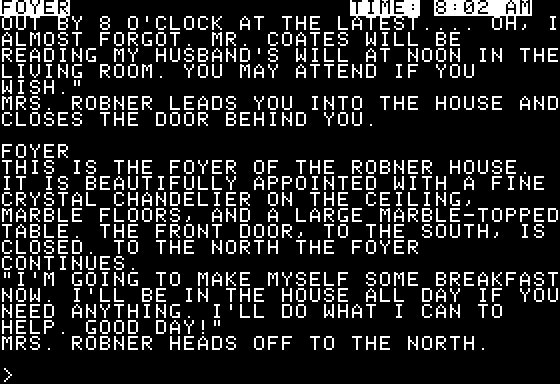 FOYER TIME: 8:02 AM
OUT BY 8 O'CLOCK AT THE LATEST.... OH, I
ALMOST FORGOT. MR. COATES WILL BE
READING MY HUSBAND'S WILL AT NOON IN THE
LIVING ROOM. YOU MAY ATTEND IF YOU
WISH."
MRS. ROBNER LEADS YOU INTO THE HOUSE AND
CLOSES THE DOOR BEHIND YOU.
FOYER
THIS IS THE FOYER OF THE ROBNER HOUSE.
IT IS BEAUTIFULLY APPOINTED WITH A FINE
CRYSTAL CHANDELIER ON THE CEILING,
MARBLE FLOORS, AND A LARGE MARBLE-TOPPED
TABLE. THE FRONT DOOR, TO THE SOUTH, IS
CLOSED. TO THE NORTH THE FOYER
CONTINUES.
"I'M GOING TO MAKE MYSELF SOME BREAKFAST
NOW. I'LL BE IN THE HOUSE ALL DAY IF YOU
NEED ANYTHING. I'LL DO WHAT I CAN TO
HELP. GOOD DAY!"
MRS. ROBNER HEADS OFF TO THE NORTH.
>